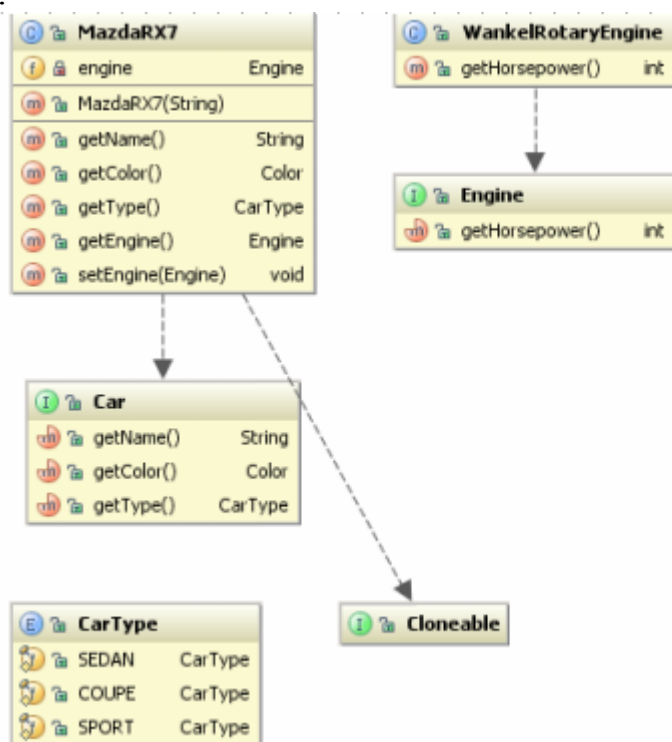 MazdaRX7
engine Engine
MazdaRX7(String)
getName() String
getColor() Color
getType() CarType
getEngine() Engine
setEngine(Engine) void
WankelRotaryEngine
getHorsepower() int
Engine
getHorsepower() int
Car
getName() String
getColor() Color
getType() CarType
Cloneable
CarType
SEDAN CarType
COUPE CarType
SPORT CarType